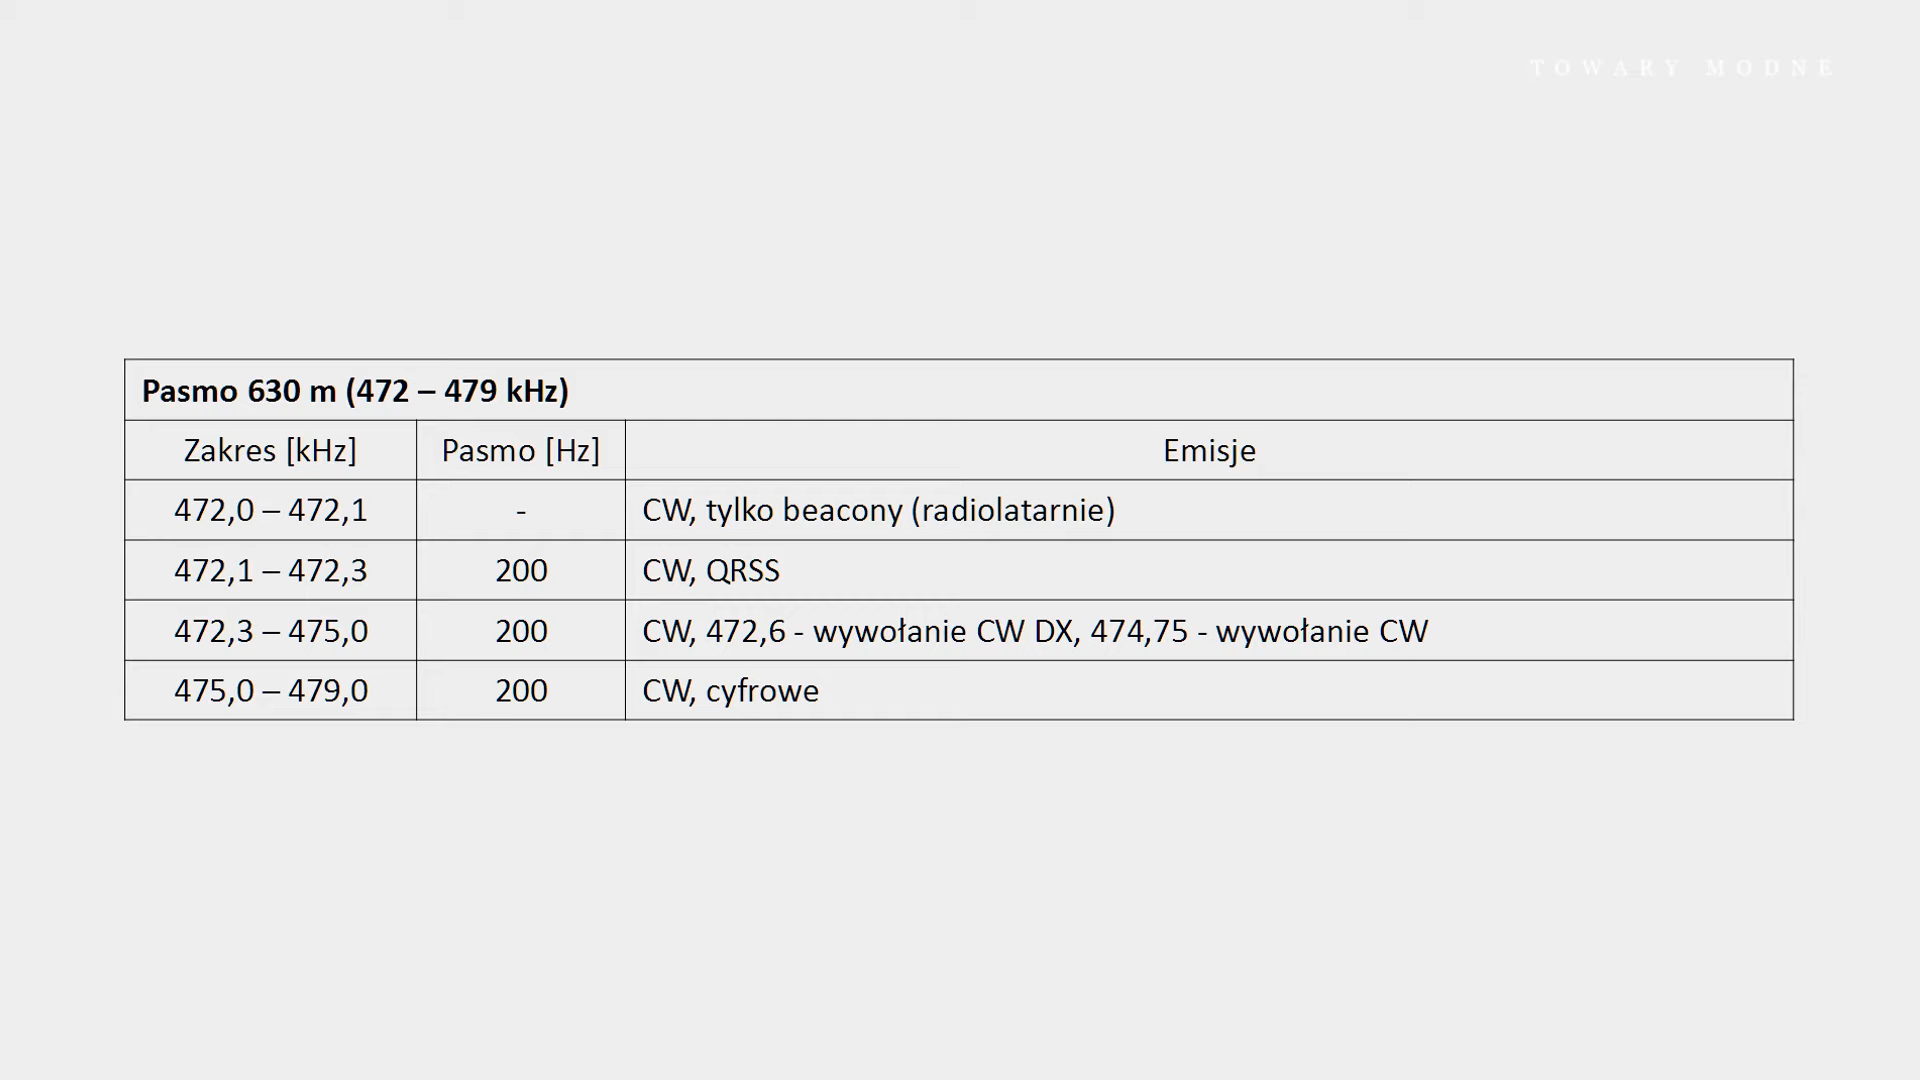 TOWARY MODNE
Pasmo 630 m (472 – 479 kHz)
Zakres [kHz] Pasmo [Hz] Emisje
472,0 – 472,1 - CW, tylko beacony (radiolatarnie)
472,1 – 472,3 200 CW, QRSS
472,3 – 475,0 200 CW, 472,6 - wywołanie CW DX, 474,75 - wywołanie CW
475,0 – 479,0 200 CW, cyfrowe